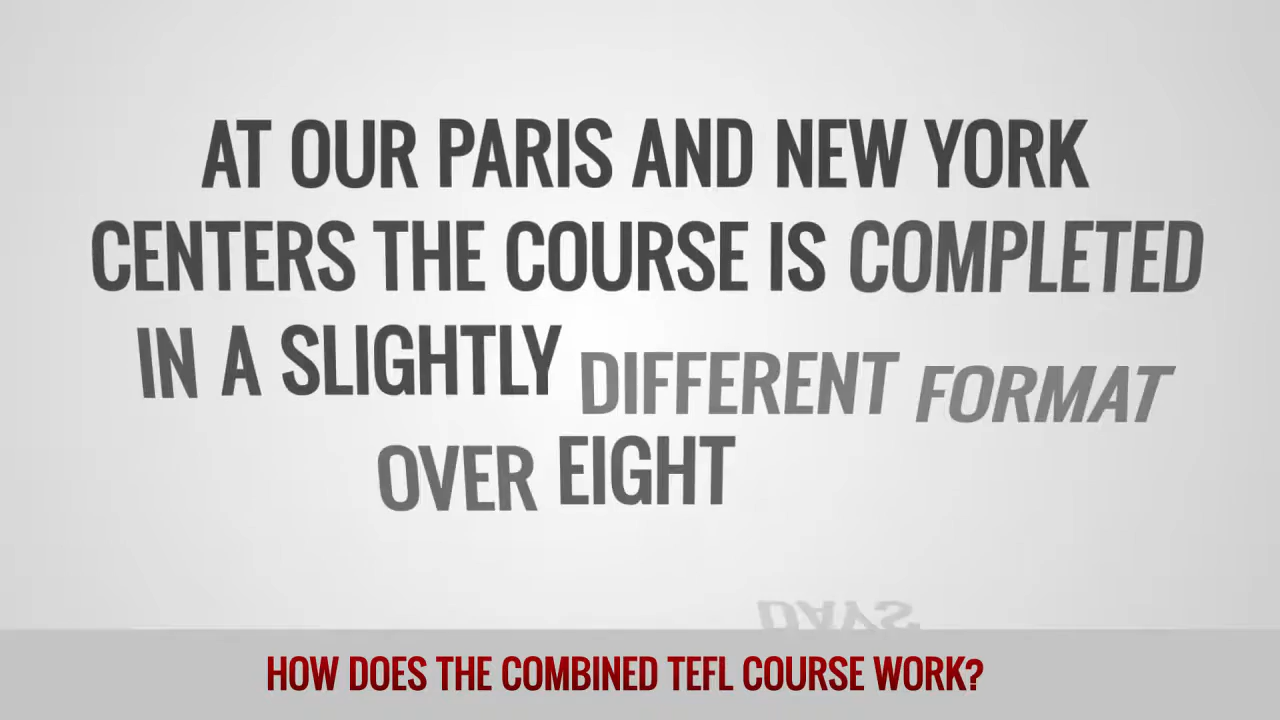 AT OUR PARIS AND NEW YORK
CENTERS THE COURSE IS COMPLETED
IN A SLIGHTLY DIFFERENT FORMAT
OVER EIGHT
DAYS
HOW DOES THE COMBINED TEFL COURSE WORK?